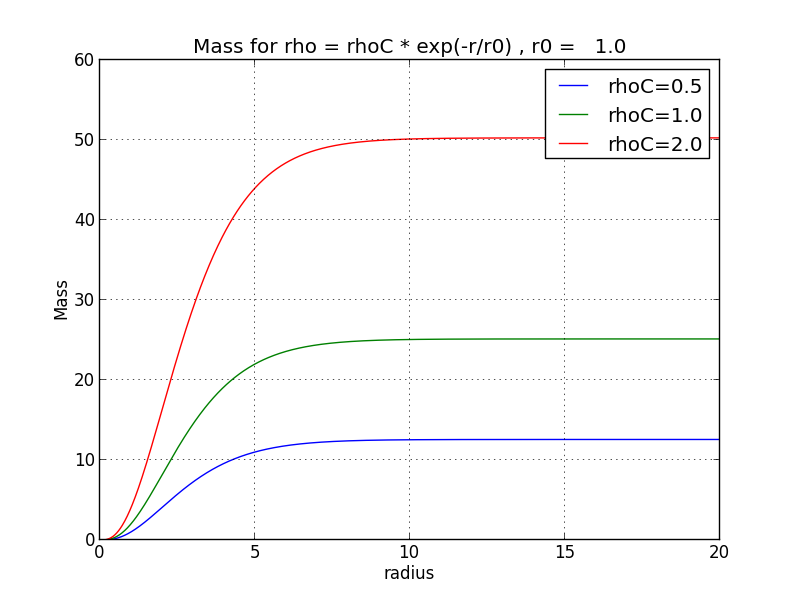 Mass for rho = rhoC * exp(-r/r0) , r0 =   1.0
60
50
40
30
20
10
0
Mass
rhoC=0.5
rhoC=1.0
rhoC=2.0
0 5 10 15 20
radius